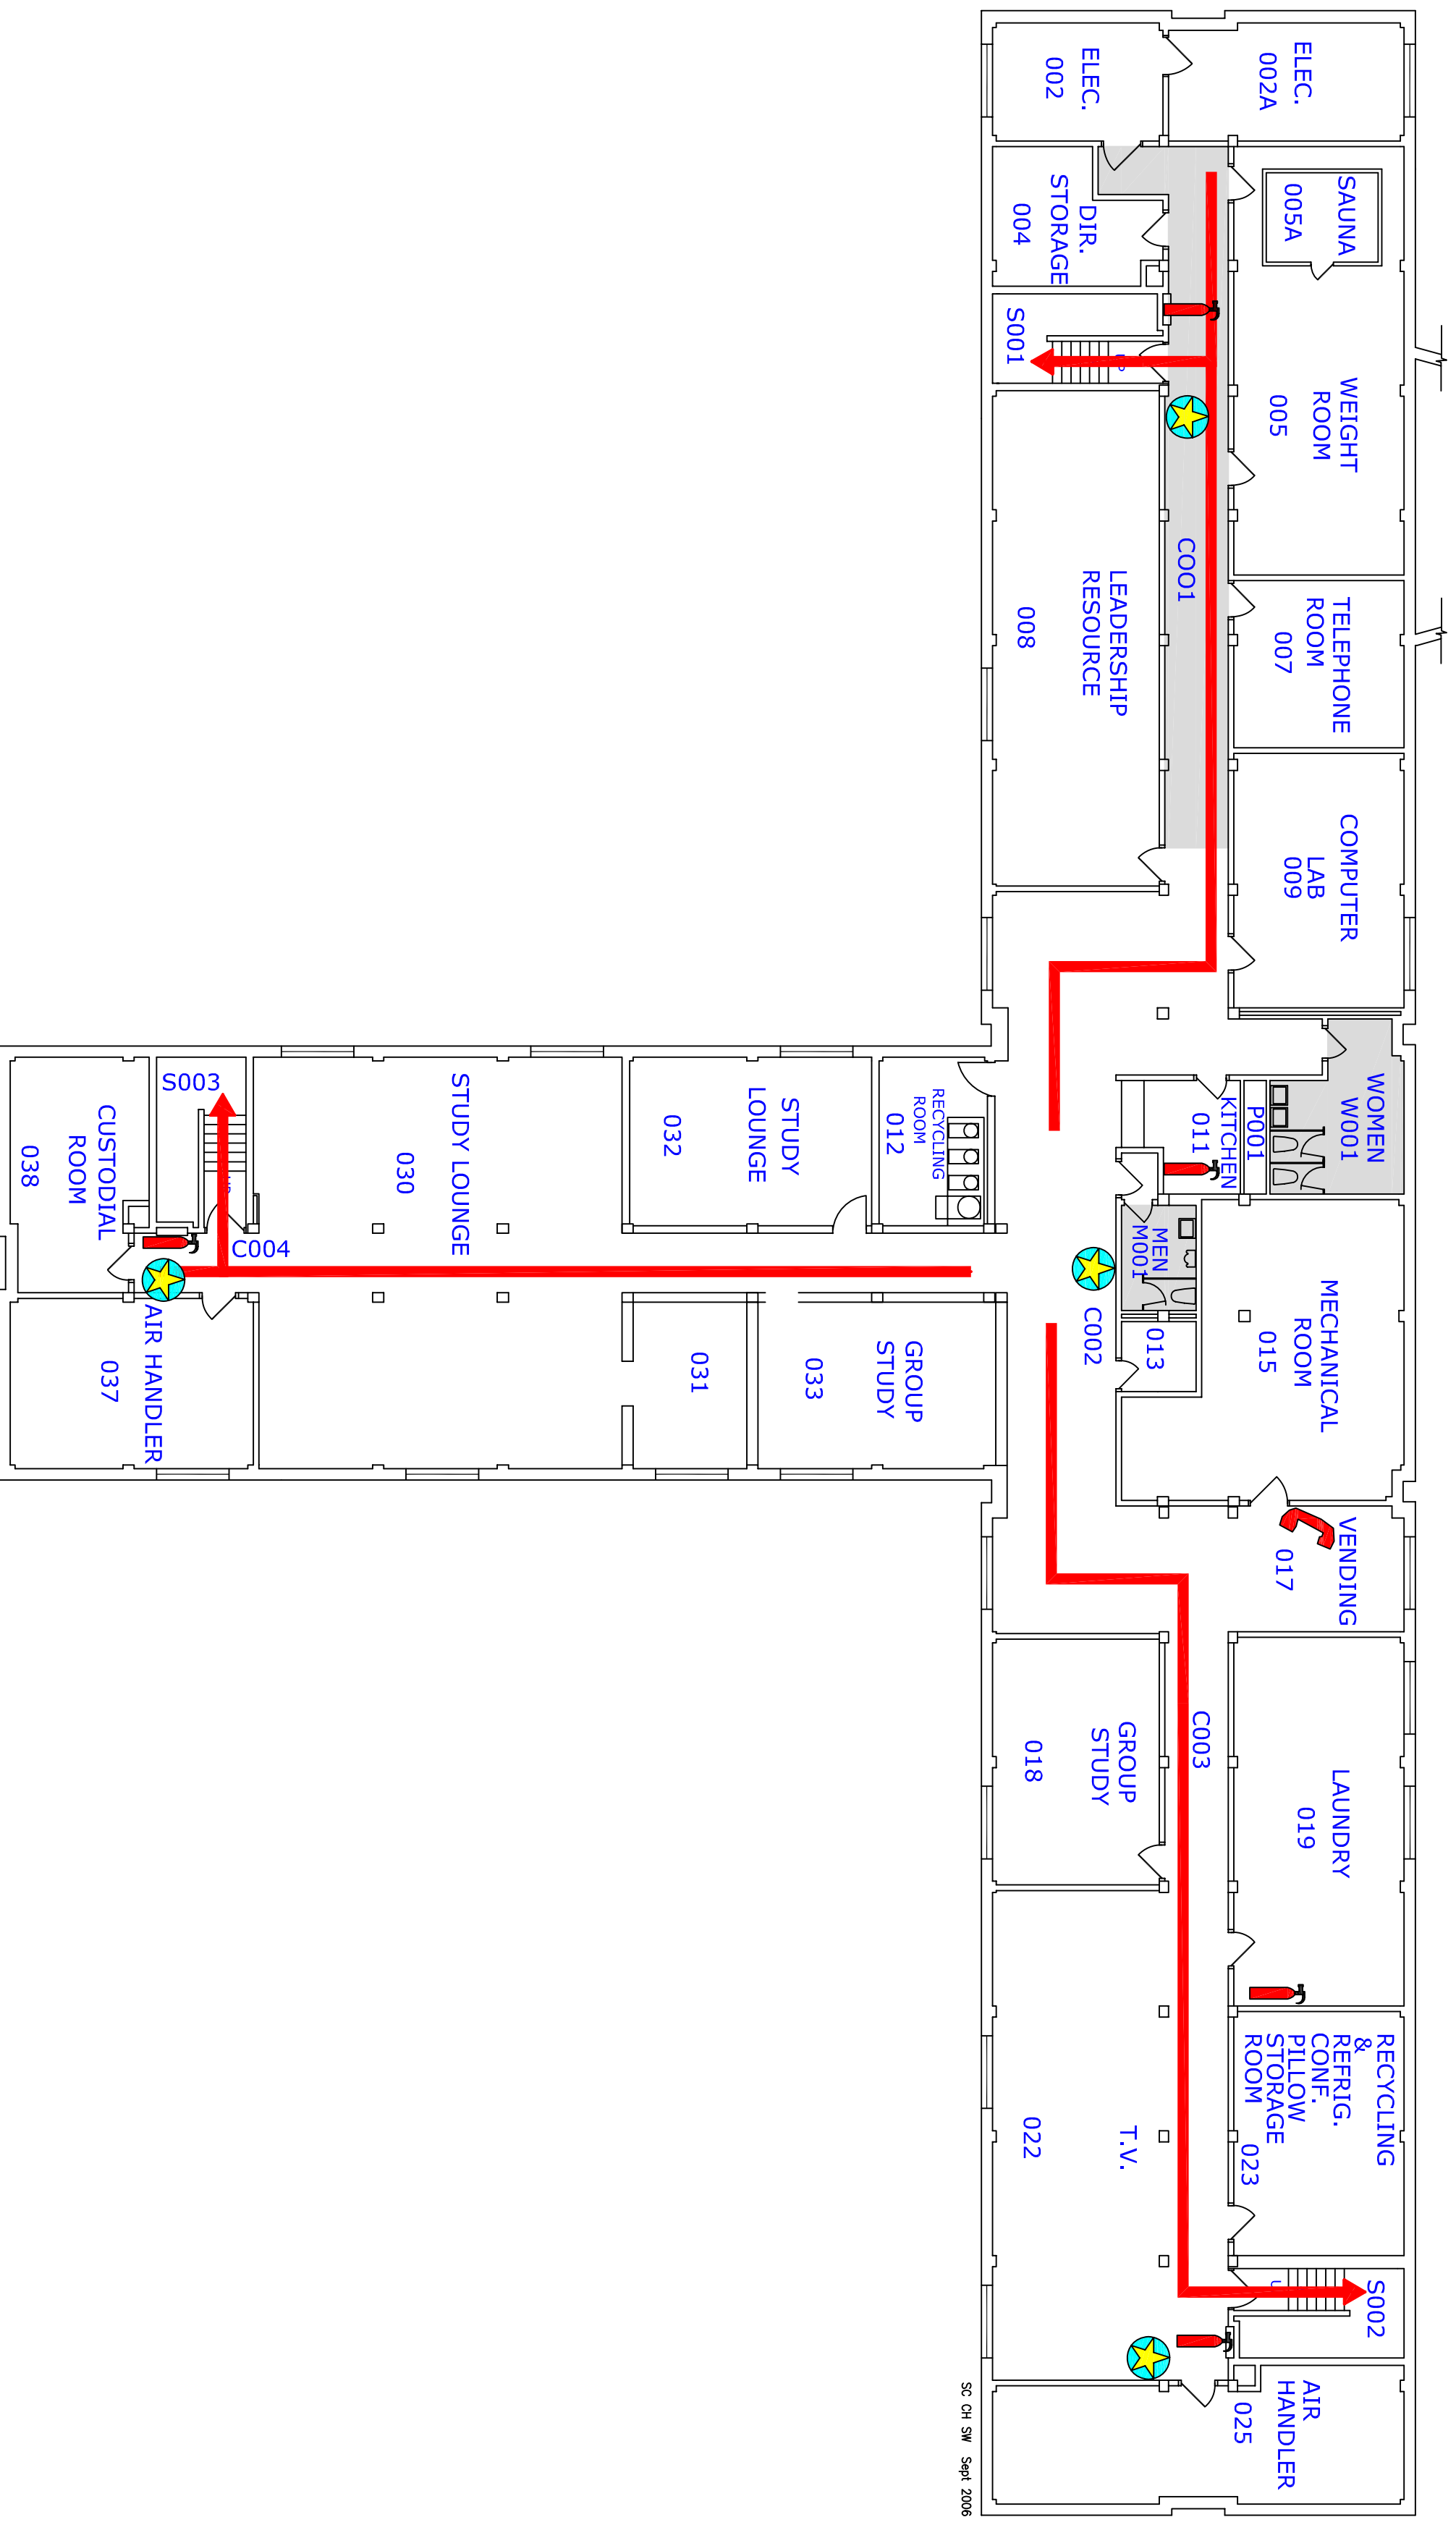 ELEC.
002A
ELEC.
002
SAUNA
005A
DIR.
STORAGE
004
S001
WEIGHT
ROOM
005
COO1
LEADERSHIP
RESOURCE
008
TELEPHONE
ROOM
007
COMPUTER
LAB
009
WOMEN
W001
P001
KITCHEN
011
RECYCLING
ROOM
012
STUDY
LOUNGE
032
STUDY LOUNGE
030
S003
UP
CUSTODIAL
ROOM
038
C004
AIR HANDLER
037
031
GROUP
STUDY
033
C002
MEN
M001
013
MECHANICAL
ROOM
015
VENDING
017
GROUP
STUDY
018
C003
LAUNDRY
019
T.V.
022
RECYCLING
&
REFRIG.
CONF.
PILLOW
STORAGE
ROOM
023
S002
AIR
HANDLER
025
SC CH SW Sept 2006